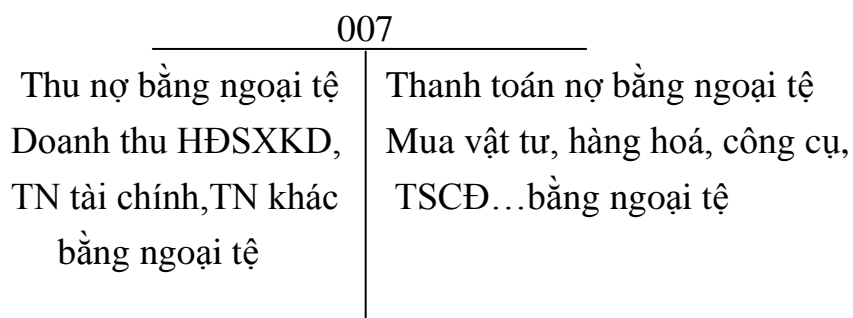 007
Thu nợ bằng ngoại tệ
Doanh thu HĐSXKD,
TN tài chính,TN khác
bằng ngoại tệ
Thanh toán nợ bằng ngoại tệ
Mua vật tư, hàng hoá, công cụ,
TSCĐ…bằng ngoại tệ